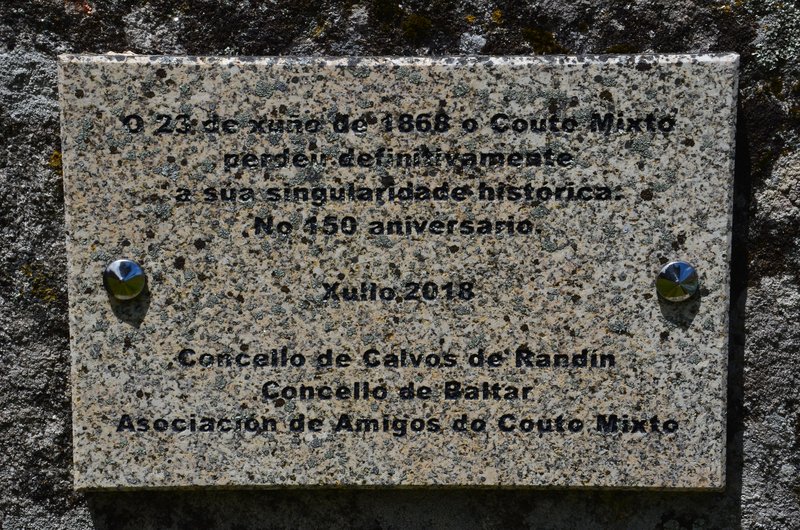 O 23 de xuño de 1868 o Couto Mixto
perdeu definitivamente
a súa singularidade histórica.
No 150 aniversario.
Xullo 2018
Concello de Calvos de Randín
Concello de Baltar
Asociación de Amigos do Couto Mixto